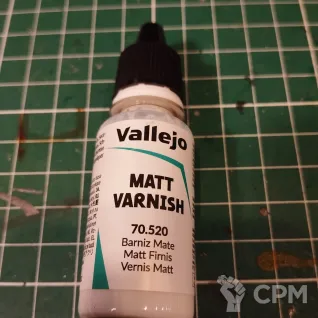 Vallejo
MATT
VARNISH
70.520
Barniz Mate
Matt Firnis
Vernis Matt
CPM